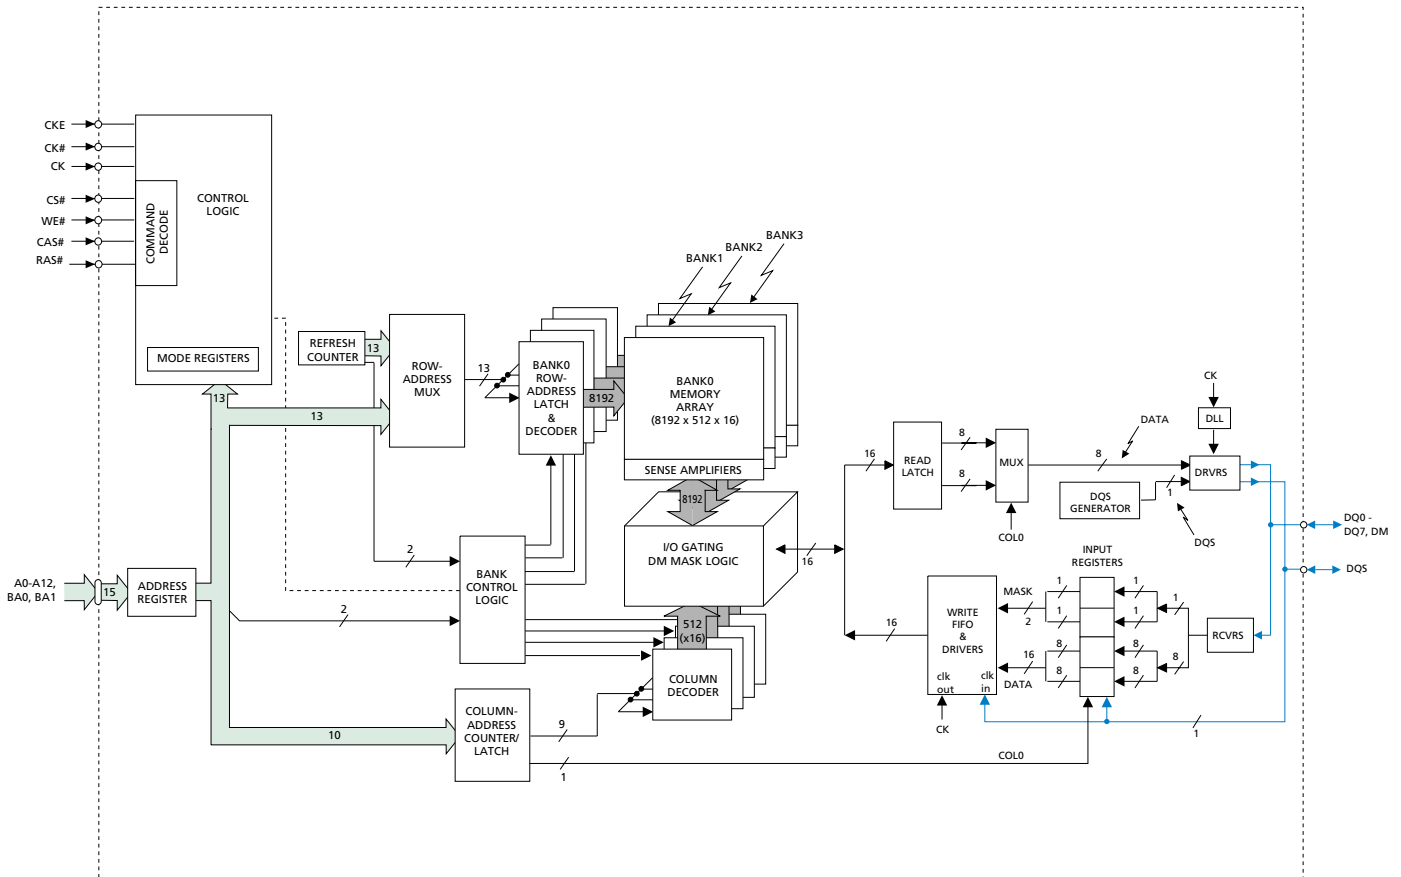 CKE
CK#
CK
CS#
WE#
CAS#
RAS#
COMMAND
DECODE
CONTROL
LOGIC
MODE REGISTERS
13
REFRESH
COUNTER
13
13
ROW-
ADDRESS
MUX
13
BANK0
ROW-
ADDRESS
LATCH
&
DECODER
8192
BANK1
BANK2
BANK3
BANK0
MEMORY
ARRAY
(8192 x 512 x 16)
SENSE AMPLIFIERS
8192
I/O GATING
DM MASK LOGIC
16
A0-A12,
BA0, BA1
15
ADDRESS
REGISTER
2
2
BANK
CONTROL
LOGIC
512
(x16)
COLUMN
DECODER
10
COLUMN-
ADDRESS
COUNTER/
LATCH
9
1
COL0
16
READ
LATCH
8
8
MUX
COL0
8
DATA
CK
DLL
DRVRS
DQS
GENERATOR
1
DQS
DQ0 -
DQ7, DM
DQS
INPUT
REGISTERS
16
WRITE
FIFO
&
DRIVERS
clk
out
clk
in
CK
MASK
2
16
DATA
1
1
8
8
1
1
8
8
1
8
RCVRS
1